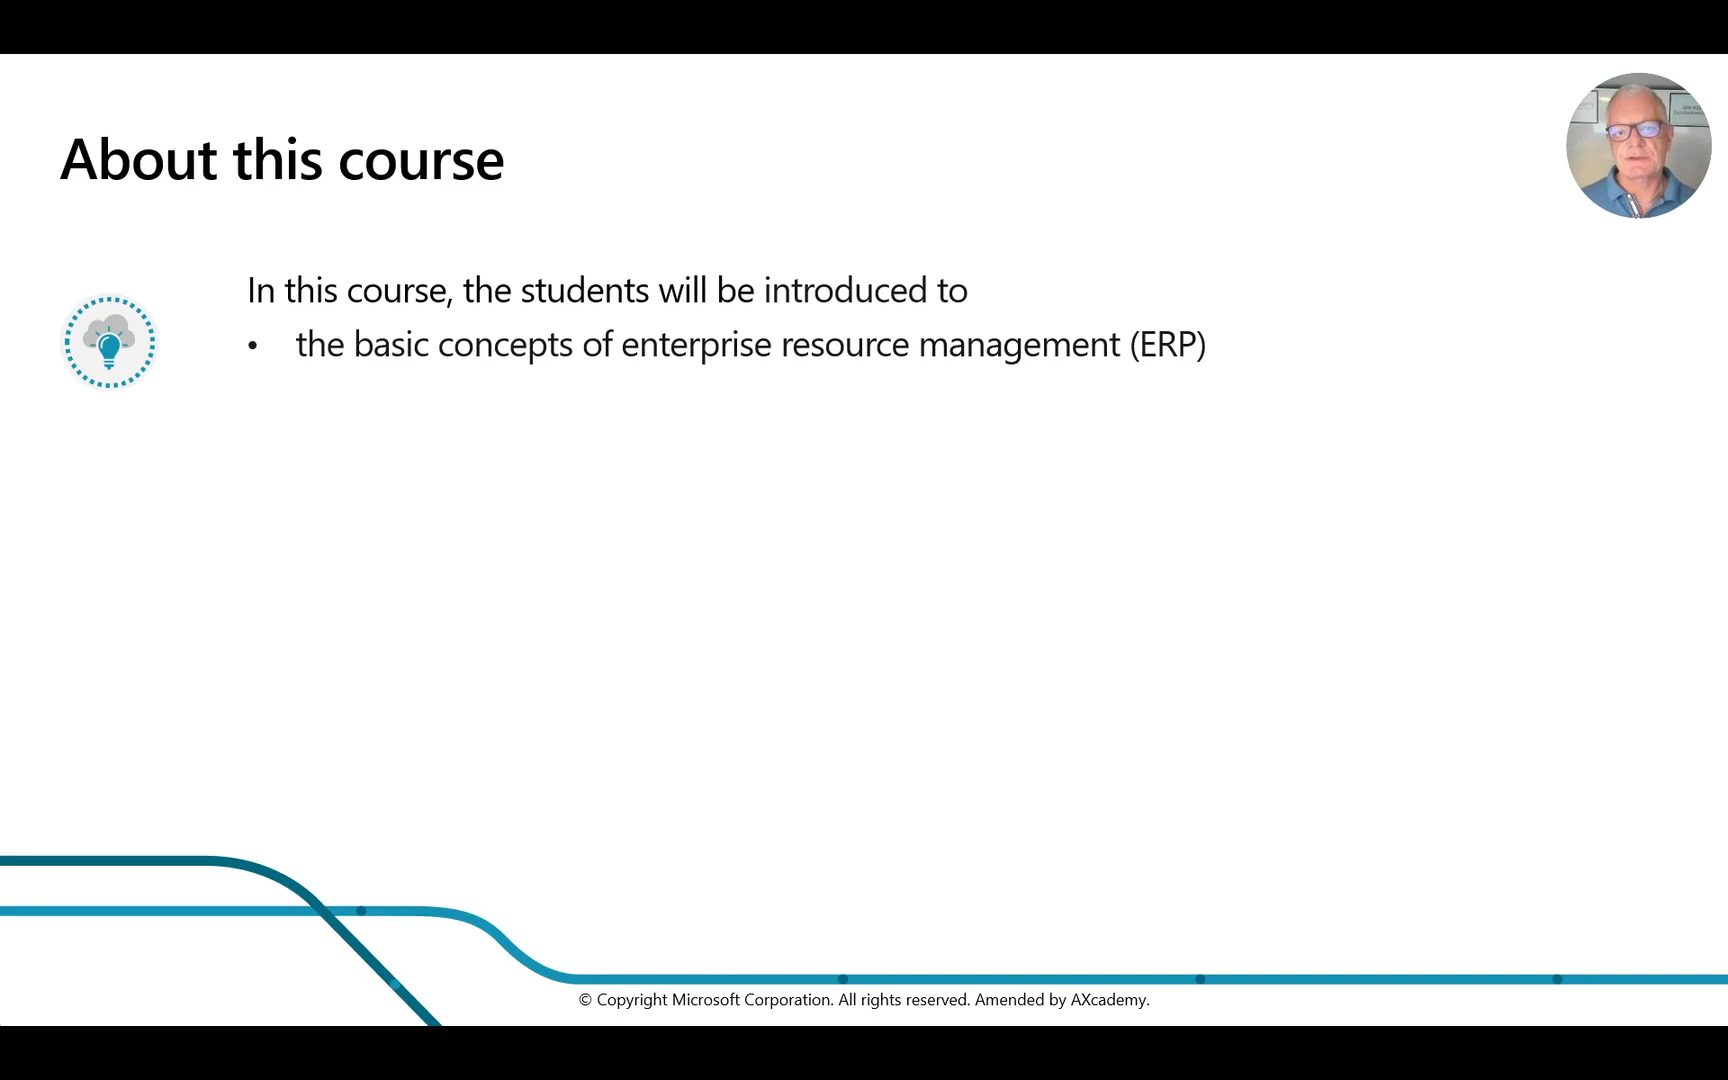 About this course
In this course, the students will be introduced to
• the basic concepts of enterprise resource management (ERP)
© Copyright Microsoft Corporation. All rights reserved. Amended by AXcademy.